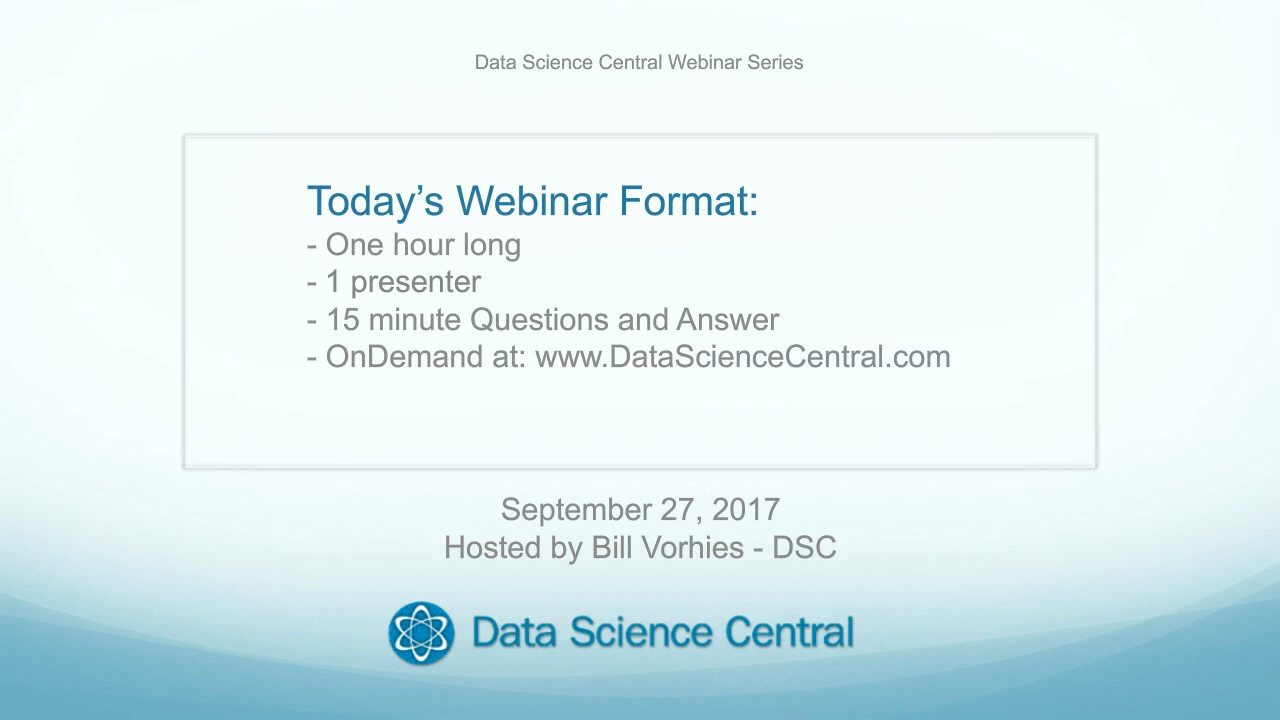 Data Science Central Webinar Series
Today’s Webinar Format:
- One hour long
- 1 presenter
- 15 minute Questions and Answer
- OnDemand at: www.DataScienceCentral.com
September 27, 2017
Hosted by Bill Vorhies - DSC
Data Science Central